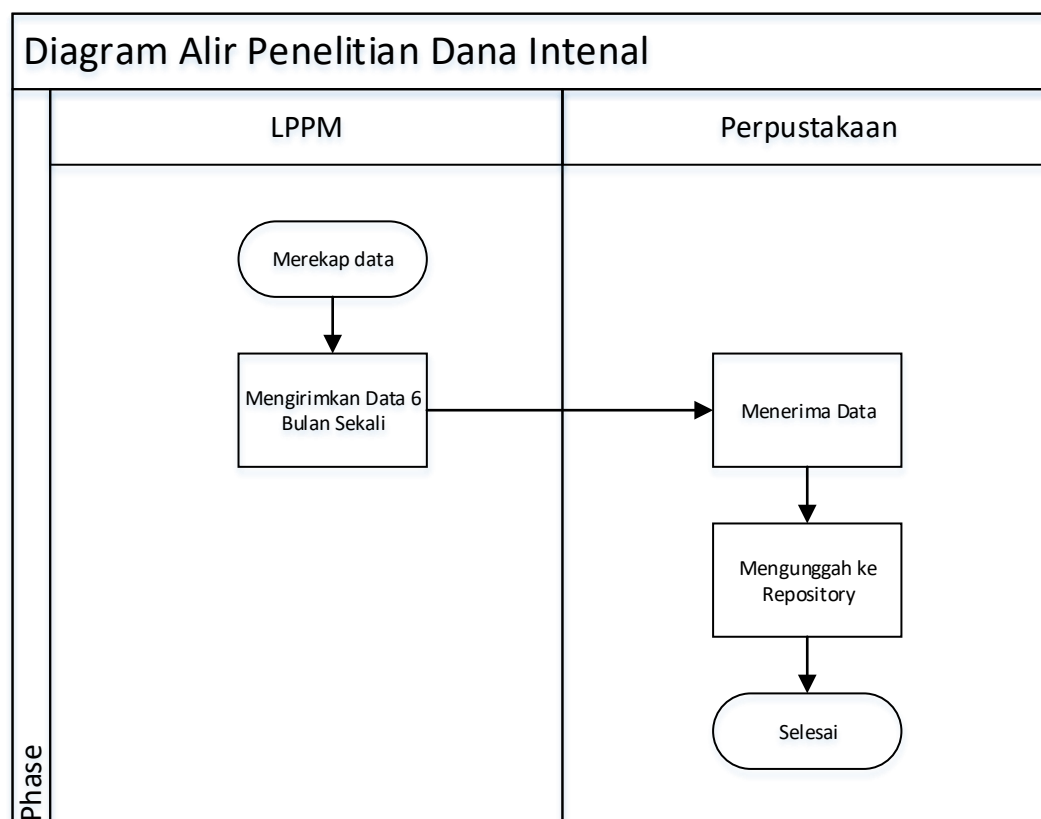 Diagram Alir Penelitian Dana Intenal
LPPM
Perpustakaan
Merekap data
Mengirimkan Data 6
Bulan Sekali
Menerima Data
Mengunggah ke
Repository
Selesai
Phase